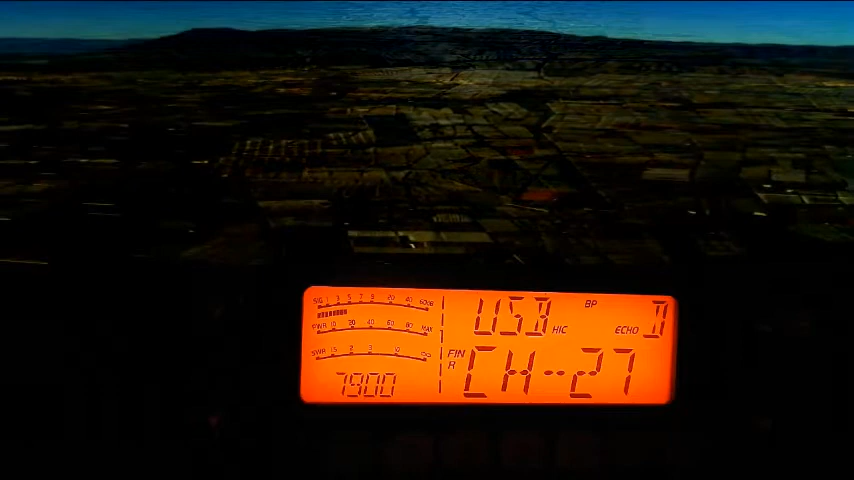 SIG 1 3 5 7 9 20 40 60dB
PWR 10 30 40 60 80 MAX
SWR 1.5 2 3 10 ∞
7900
USB HIC BP ECHO D
FIN R CH--27